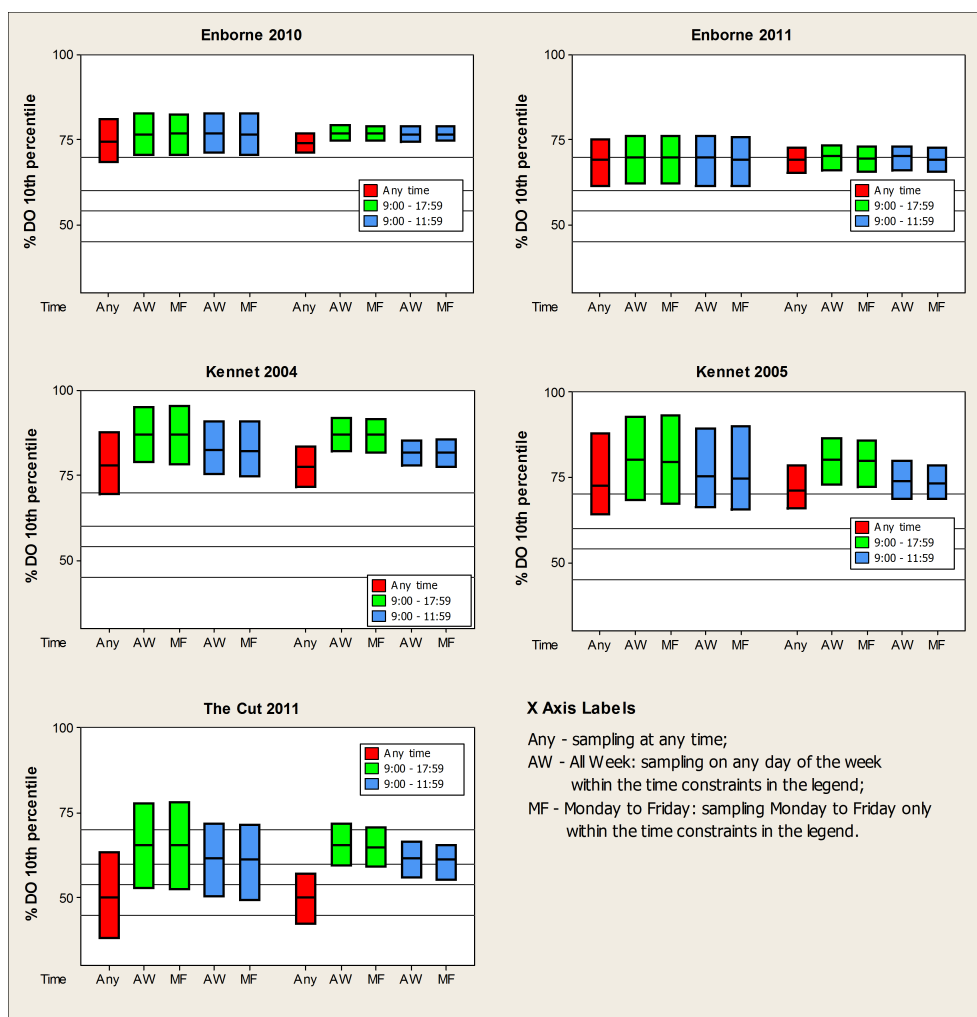 Enborne 2010
100
75
50
% DO 10th percentile
Any time
9:00 - 17:59
9:00 - 11:59
Time Any AW MF AW MF Any AW MF AW MF
Enborne 2011
100
75
50
% DO 10th percentile
Any time
9:00 - 17:59
9:00 - 11:59
Time Any AW MF AW MF Any AW MF AW MF
Kennet 2004
100
75
50
% DO 10th percentile
Any time
9:00 - 17:59
9:00 - 11:59
Time Any AW MF AW MF Any AW MF AW MF
Kennet 2005
100
75
50
% DO 10th percentile
Any time
9:00 - 17:59
9:00 - 11:59
Time Any AW MF AW MF Any AW MF AW MF
The Cut 2011
100
75
50
% DO 10th percentile
Any time
9:00 - 17:59
9:00 - 11:59
Time Any AW MF AW MF Any AW MF AW MF
X Axis Labels
Any - sampling at any time;
AW - All Week: sampling on any day of the week
within the time constraints in the legend;
MF - Monday to Friday: sampling Monday to Friday only
within the time constraints in the legend.